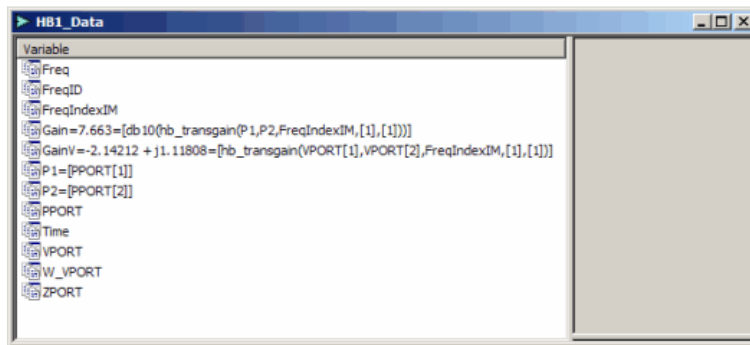 HB1_Data
Variable
Freq
FreqID
FreqIndexIM
Gain=7.663=[db10(hb_transgain(P1,P2,FreqIndexIM,[1],[1]))]
GainV=-2.14212 + j1.11808=[hb_transgain(VPORT[1],VPORT[2],FreqIndexIM,[1],[1])]
P1=[PPORT[1]]
P2=[PPORT[2]]
PPORT
Time
VPORT
W_VPORT
ZPORT